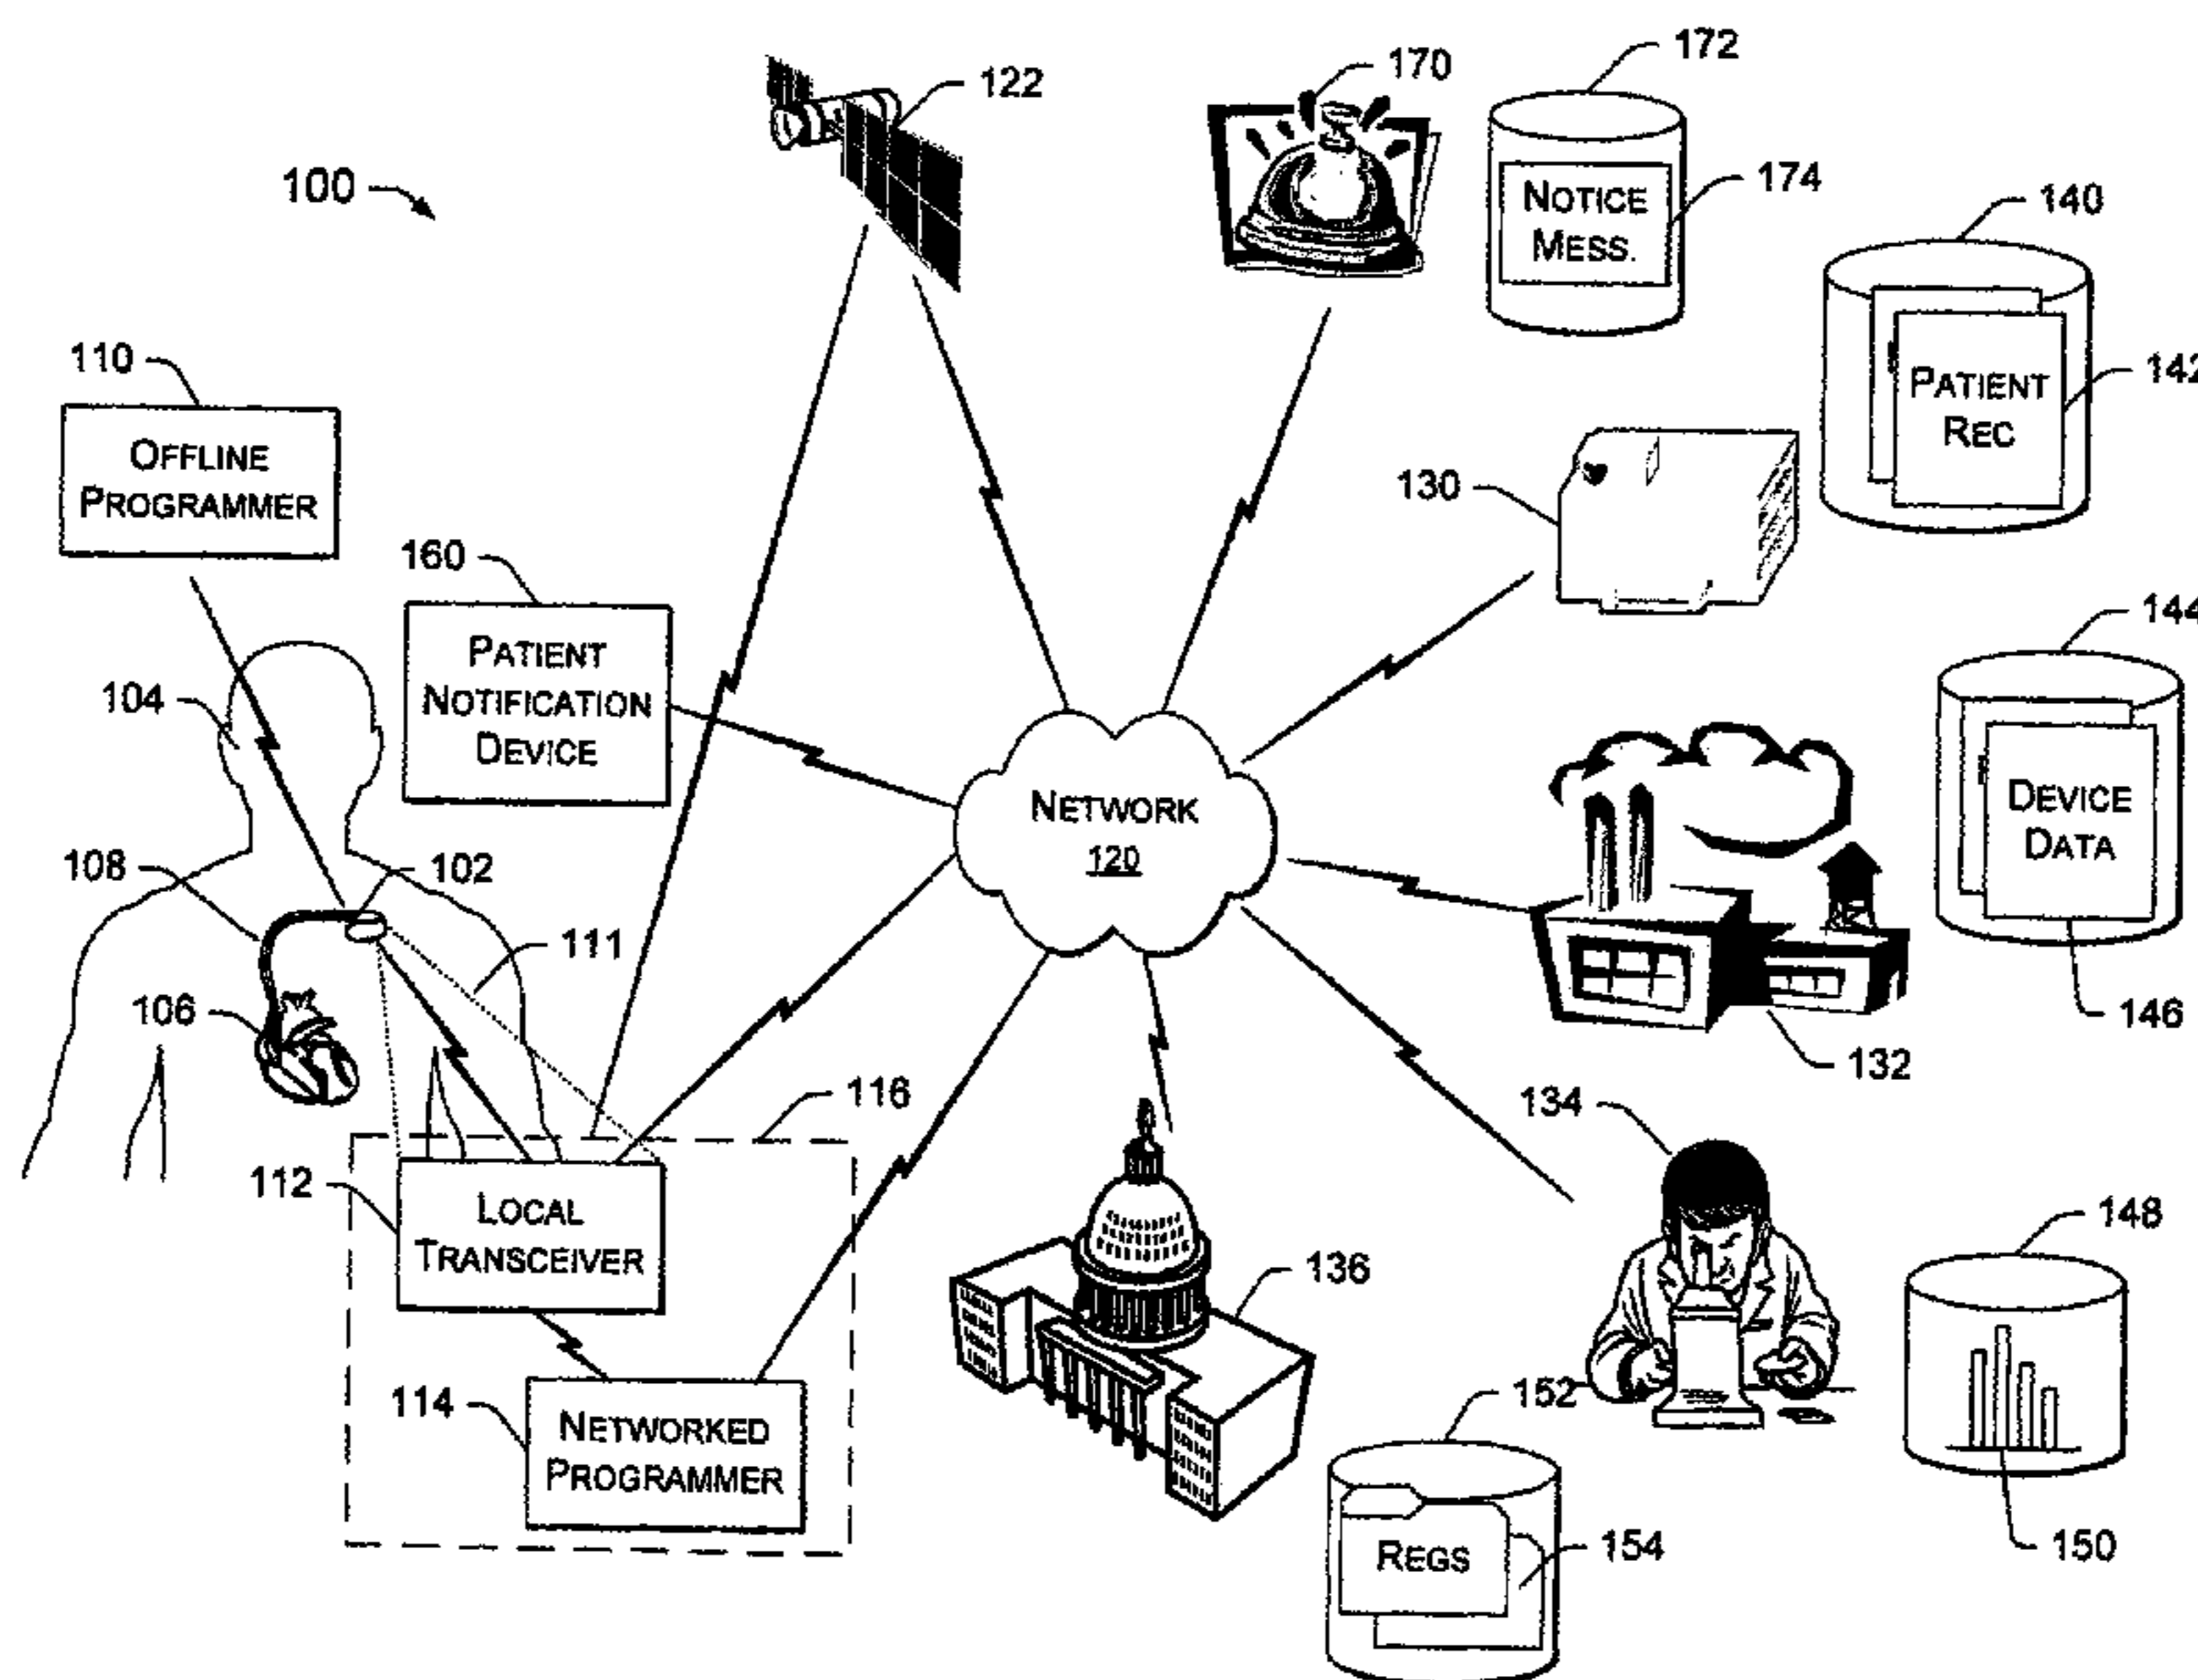 100
122
170
172
NOTICE
MESS.
174
140
PATIENT
REC
142
110
OFFLINE
PROGRAMMER
130
160
PATIENT
NOTIFICATION
DEVICE
104
144
DEVICE
DATA
146
NETWORK
120
108
102
111
106
132
116
134
112
LOCAL
TRANSCEIVER
136
148
114
NETWORKED
PROGRAMMER
152
REGS
154
150